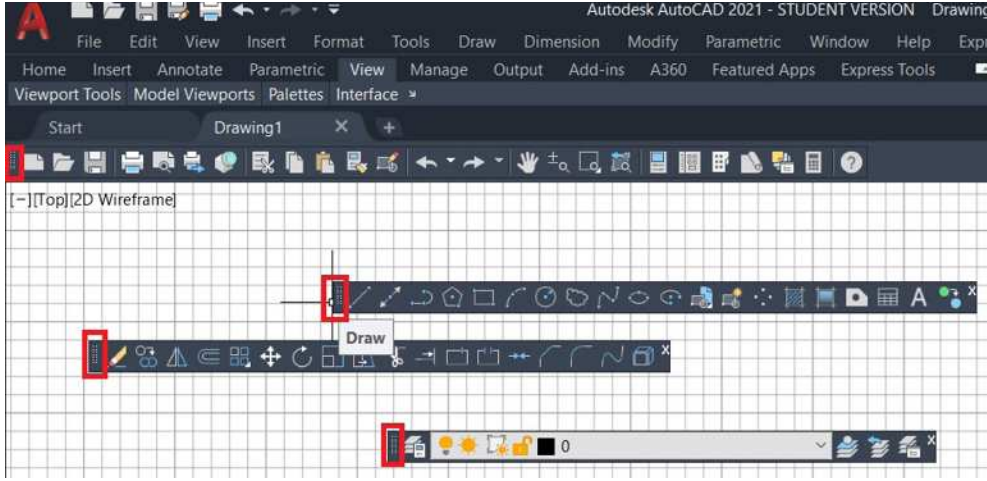 Autodesk AutoCAD 2021 - STUDENT VERSION Drawing
File Edit View Insert Format Tools Draw Dimension Modify Parametric Window Help Expr
Home Insert Annotate Parametric View Manage Output Add-ins A360 Featured Apps Express Tools
Viewport Tools Model Viewports Palettes Interface
Start Drawing1
[-][Top][2D Wireframe]
A
Draw
0